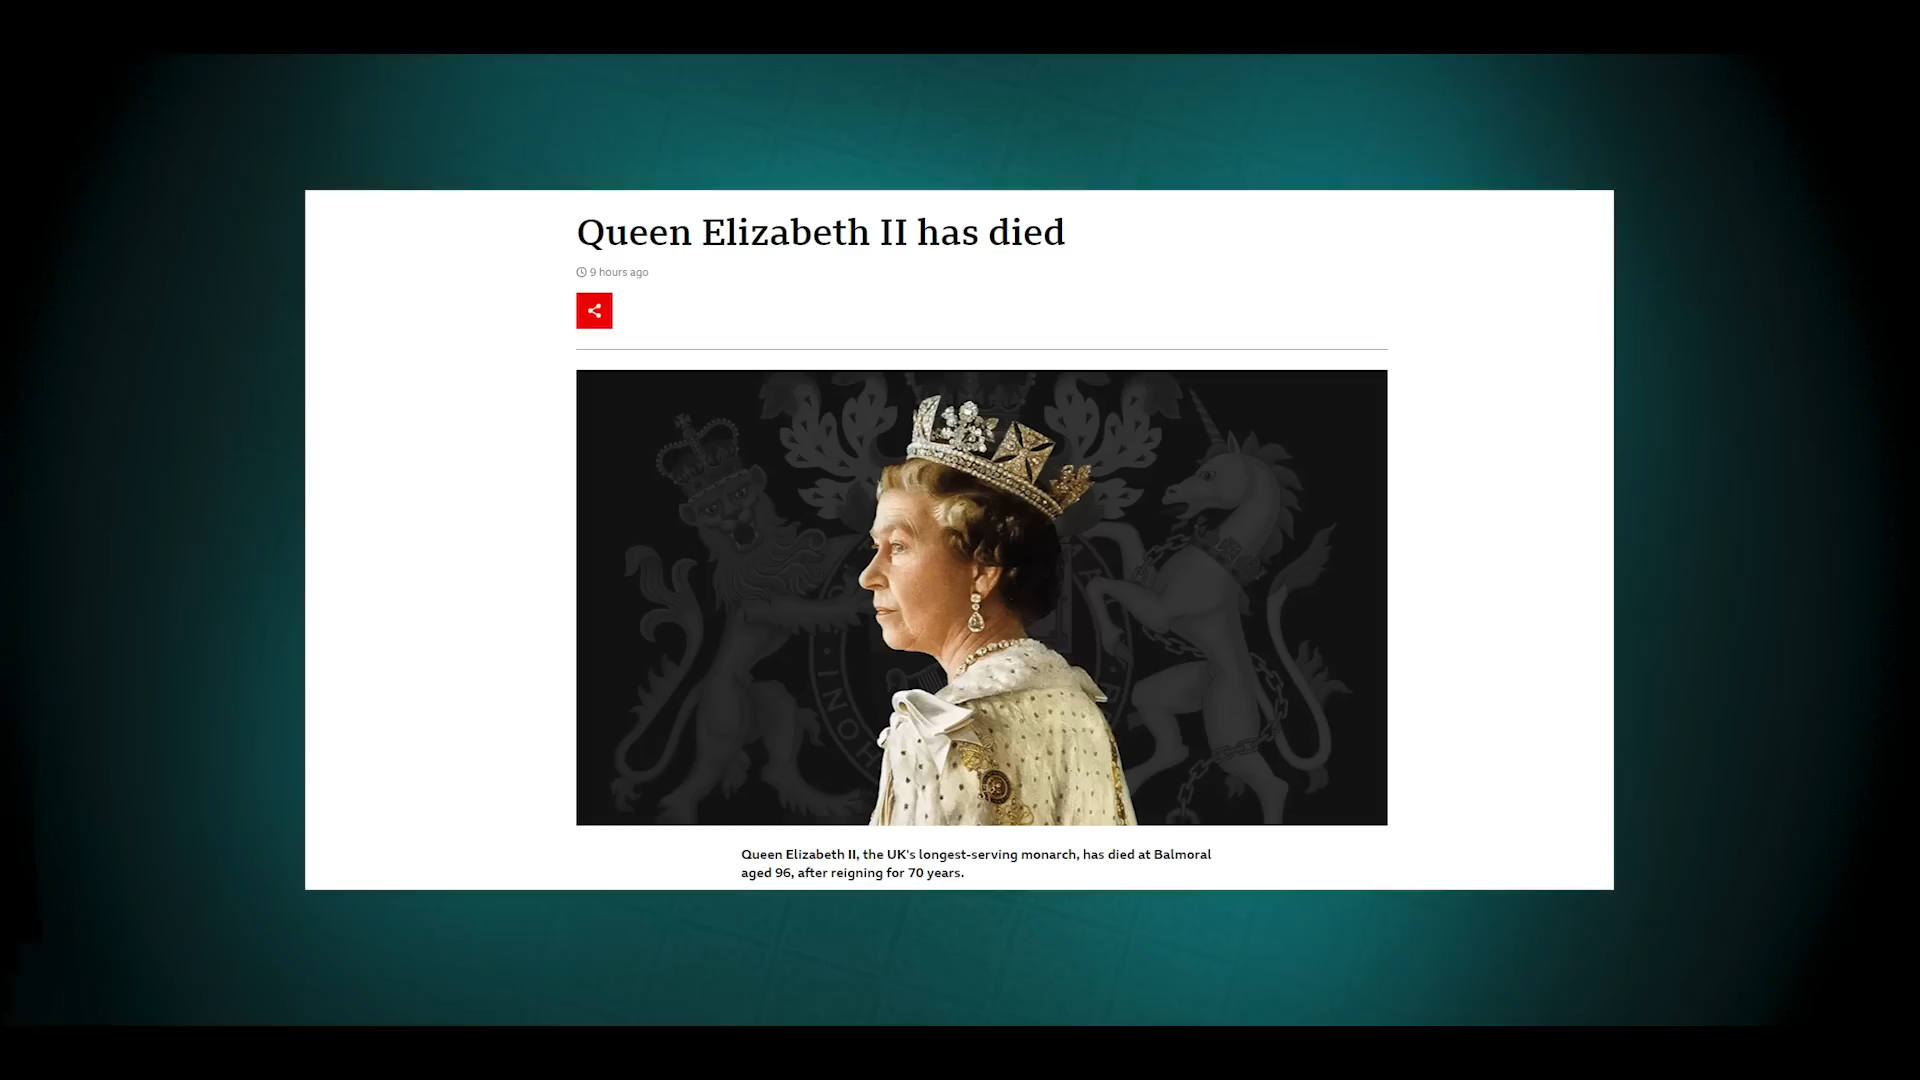 Queen Elizabeth II has died
9 hours ago
INOH
Queen Elizabeth II, the UK's longest-serving monarch, has died at Balmoral
aged 96, after reigning for 70 years.